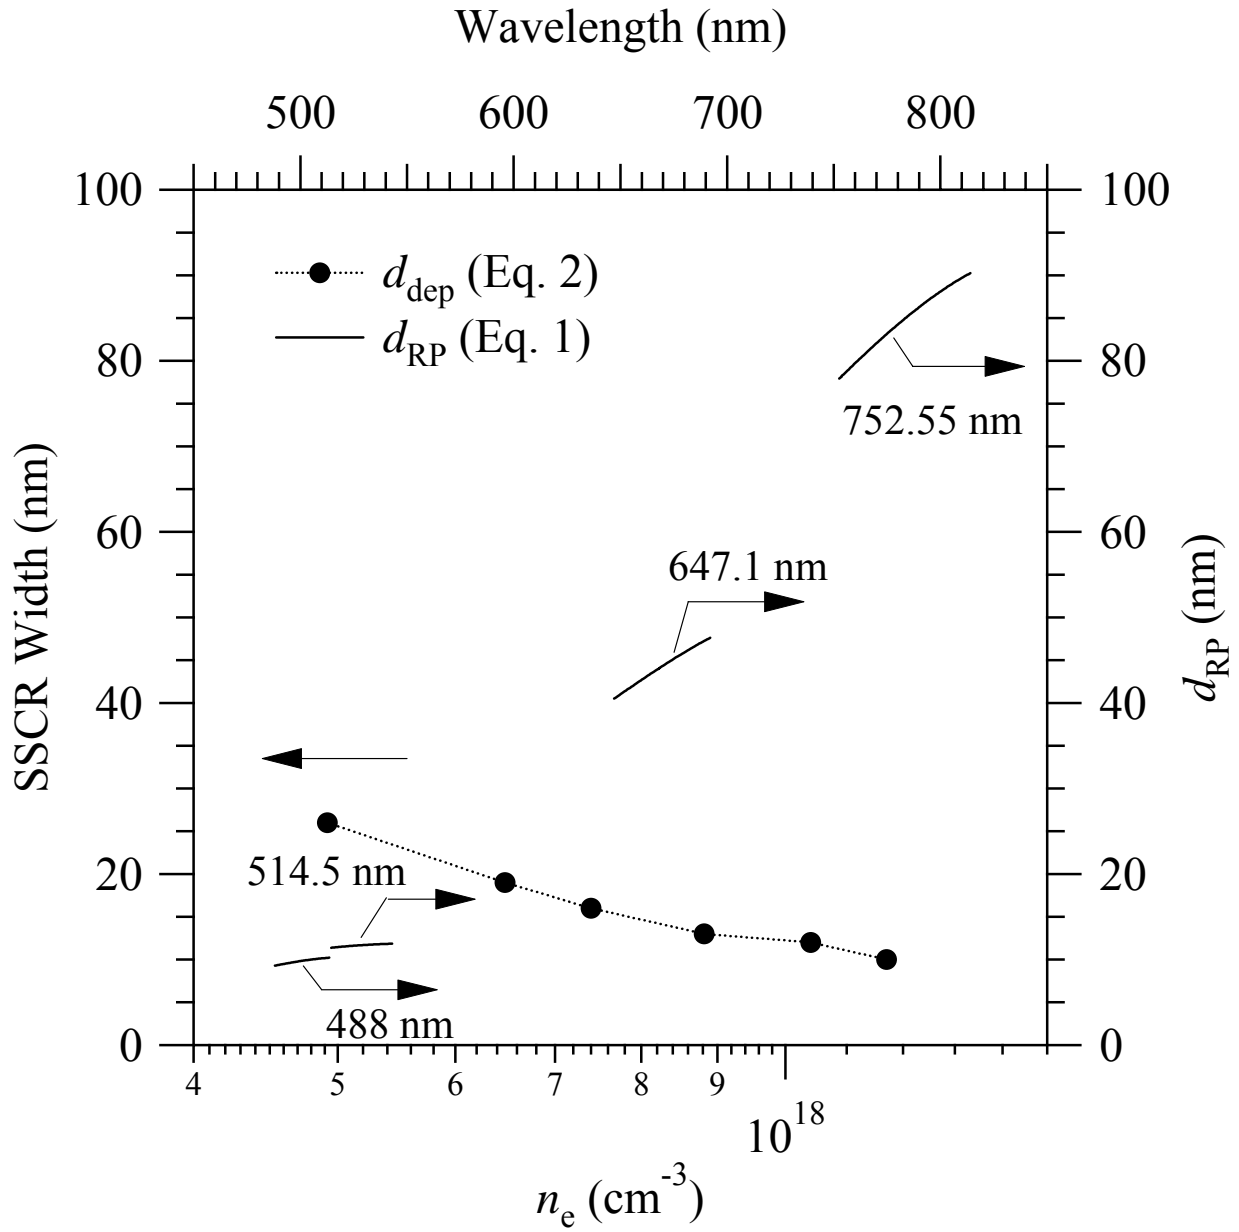 Wavelength (nm)
500 600 700 800
100 100
d_dep (Eq. 2)
d_RP (Eq. 1)
80 80
752.55 nm
60 60
647.1 nm
SSCR Width (nm)
d_RP (nm)
40 40
20 20
514.5 nm
488 nm
0 0
4 5 6 7 8 9
10^18
n_e (cm^-3)